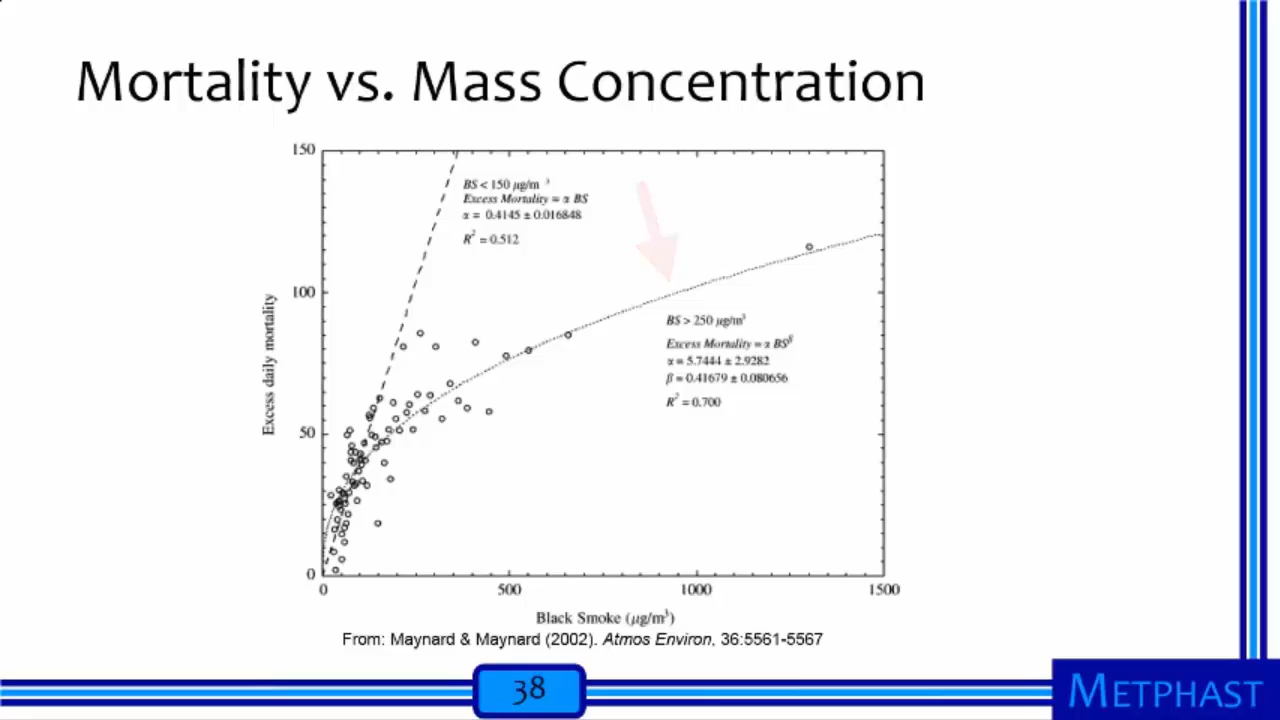 Mortality vs. Mass Concentration
150
BS < 150 µg/m ³
Excess Mortality = α BS
α = 0.4145 ± 0.016848
R² = 0.512
100
BS > 250 µg/m³
Excess Mortality = α BSᵝ
α = 5.7444 ± 2.9282
β = 0.41679 ± 0.080656
R² = 0.700
Excess daily mortality
50
0
0 500 1000 1500
Black Smoke (µg/m³)
From: Maynard & Maynard (2002). Atmos Environ, 36:5561-5567
38
METPHAST